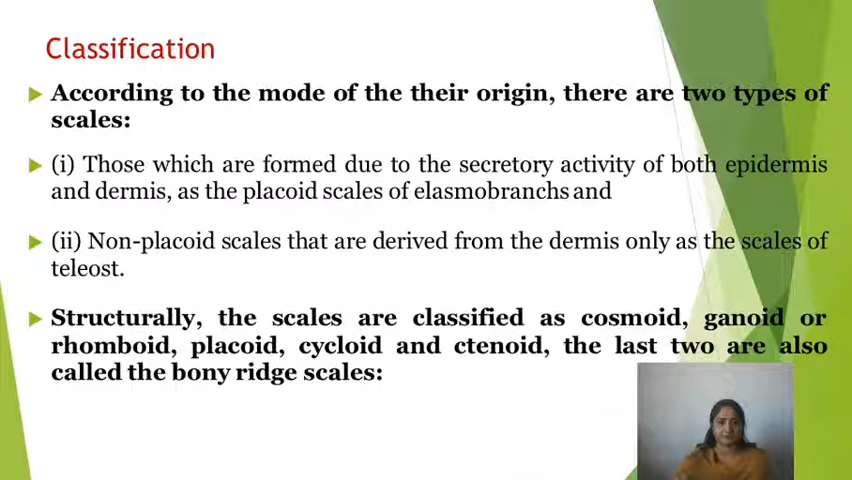 Classification
According to the mode of the their origin, there are two types of
scales:
(i) Those which are formed due to the secretory activity of both epidermis
and dermis, as the placoid scales of elasmobranchs and
(ii) Non-placoid scales that are derived from the dermis only as the scales of
teleost.
Structurally, the scales are classified as cosmoid, ganoid or
rhomboid, placoid, cycloid and ctenoid, the last two are also
called the bony ridge scales: